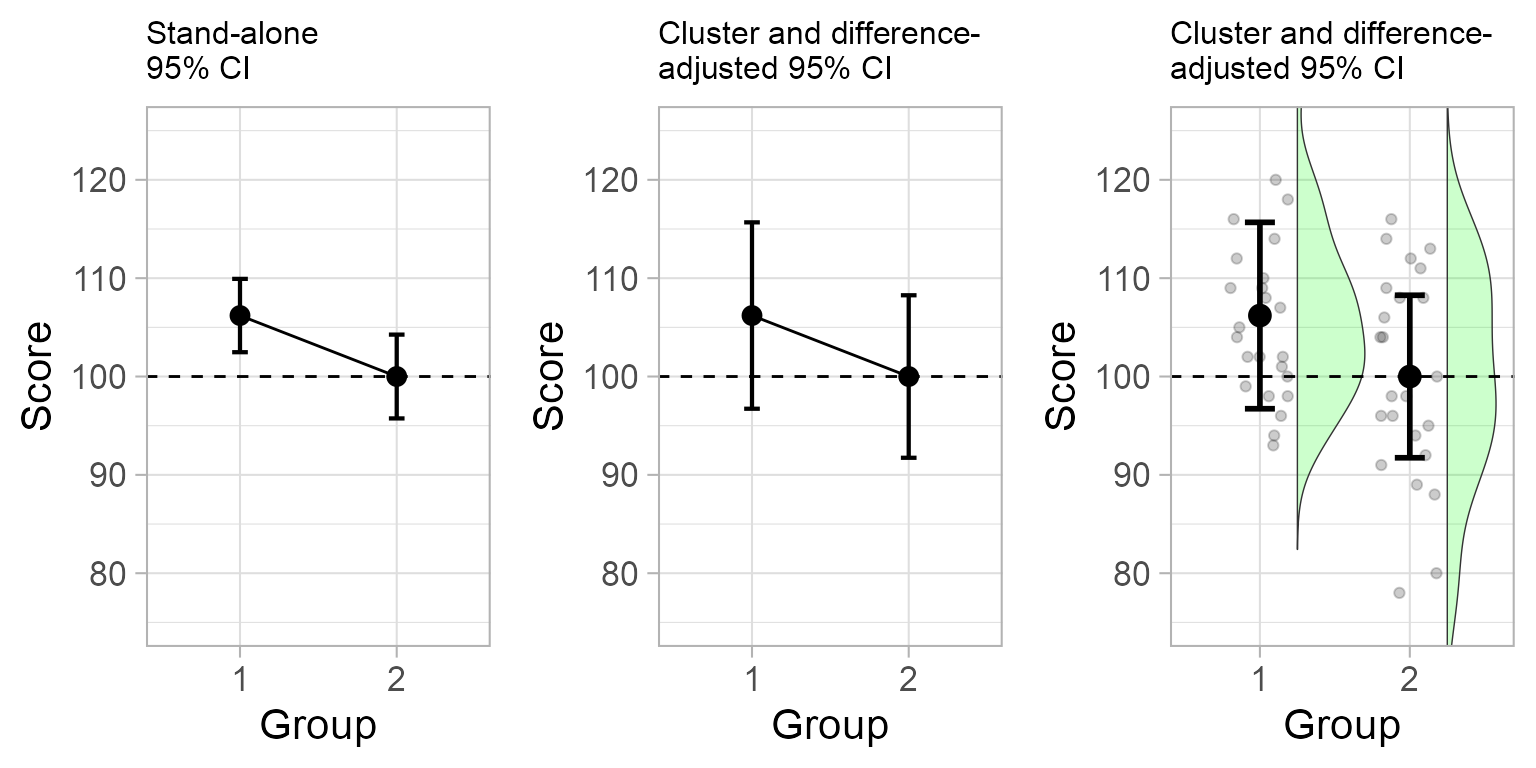 Stand-alone
95% CI
Score
120
110
100
90
80
1 2
Group
Cluster and difference-
adjusted 95% CI
Score
120
110
100
90
80
1 2
Group
Cluster and difference-
adjusted 95% CI
Score
120
110
100
90
80
1 2
Group